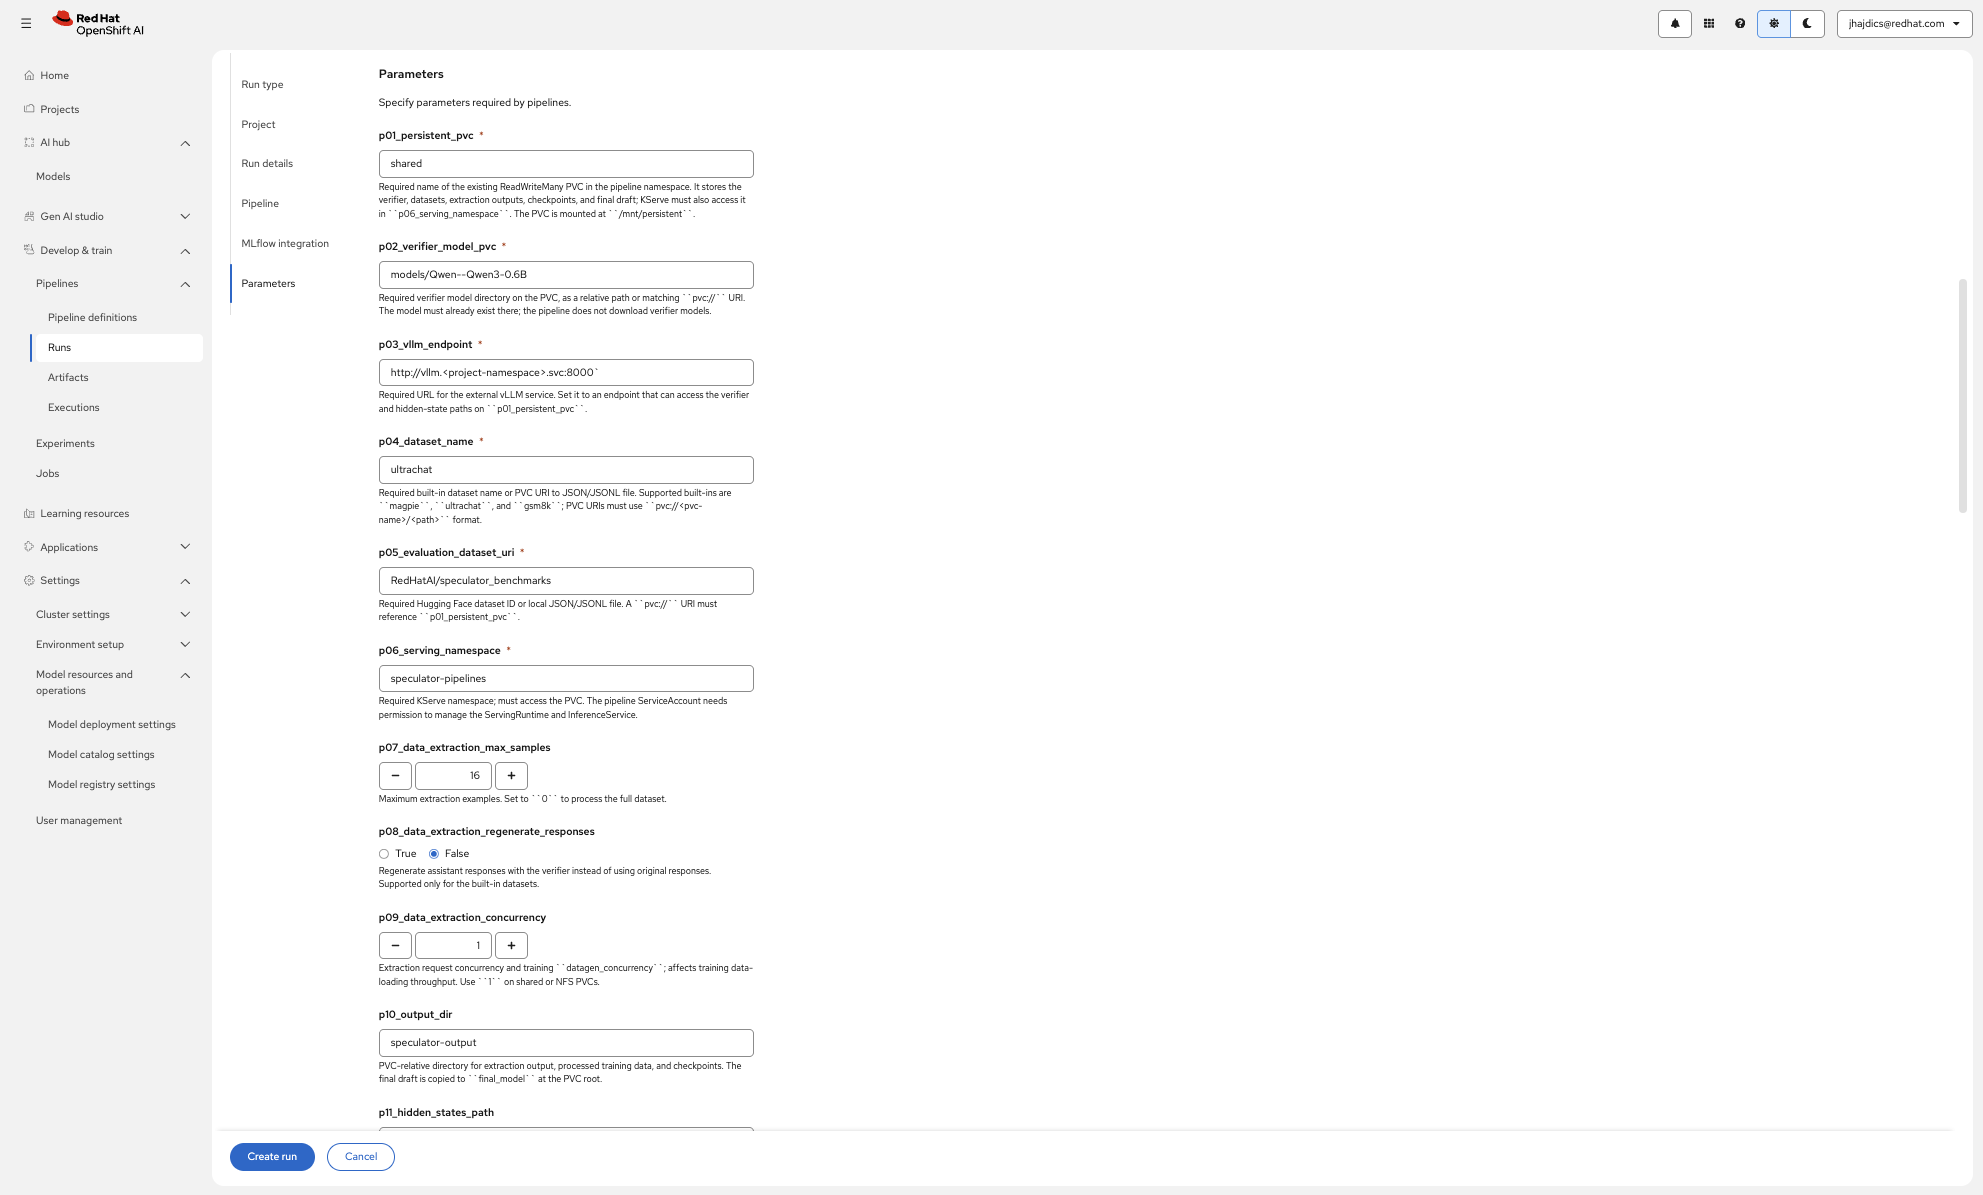 Red Hat
OpenShift AI
jhajdics@redhat.com
Home
Projects
AI hub
Models
Gen AI studio
Develop & train
Pipelines
Pipeline definitions
Runs
Artifacts
Executions
Experiments
Jobs
Learning resources
Applications
Settings
Cluster settings
Environment setup
Model resources and
operations
Model deployment settings
Model catalog settings
Model registry settings
User management
Run type
Project
Run details
Pipeline
MLflow integration
Parameters
Parameters
Specify parameters required by pipelines.
p01_persistent_pvc *
shared
Required name of the existing ReadWriteMany PVC in the pipeline namespace. It stores the
verifier, datasets, extraction outputs, checkpoints, and final draft; KServe must also access it
in ``p06_serving_namespace``. The PVC is mounted at ``/mnt/persistent``.
p02_verifier_model_pvc *
models/Qwen--Qwen3-0.6B
Required verifier model directory on the PVC, as a relative path or matching ``pvc://`` URI.
The model must already exist there; the pipeline does not download verifier models.
p03_vllm_endpoint *
http://vllm.<project-namespace>.svc:8000`
Required URL for the external vLLM service. Set it to an endpoint that can access the verifier
and hidden-state paths on ``p01_persistent_pvc``.
p04_dataset_name *
ultrachat
Required built-in dataset name or PVC URI to JSON/JSONL file. Supported built-ins are
``magpie``, ``ultrachat``, and ``gsm8k``; PVC URIs must use ``pvc://<pvc-
name>/<path>`` format.
p05_evaluation_dataset_uri *
RedHatAI/speculator_benchmarks
Required Hugging Face dataset ID or local JSON/JSONL file. A ``pvc://`` URI must
reference ``p01_persistent_pvc``.
p06_serving_namespace *
speculator-pipelines
Required KServe namespace; must access the PVC. The pipeline ServiceAccount needs
permission to manage the ServingRuntime and InferenceService.
p07_data_extraction_max_samples
16
Maximum extraction examples. Set to ``0`` to process the full dataset.
p08_data_extraction_regenerate_responses
True False
Regenerate assistant responses with the verifier instead of using original responses.
Supported only for the built-in datasets.
p09_data_extraction_concurrency
1
Extraction request concurrency and training ``datagen_concurrency``; affects training data-
loading throughput. Use ``1`` on shared or NFS PVCs.
p10_output_dir
speculator-output
PVC-relative directory for extraction output, processed training data, and checkpoints. The
final draft is copied to ``final_model`` at the PVC root.
p11_hidden_states_path
Create run
Cancel